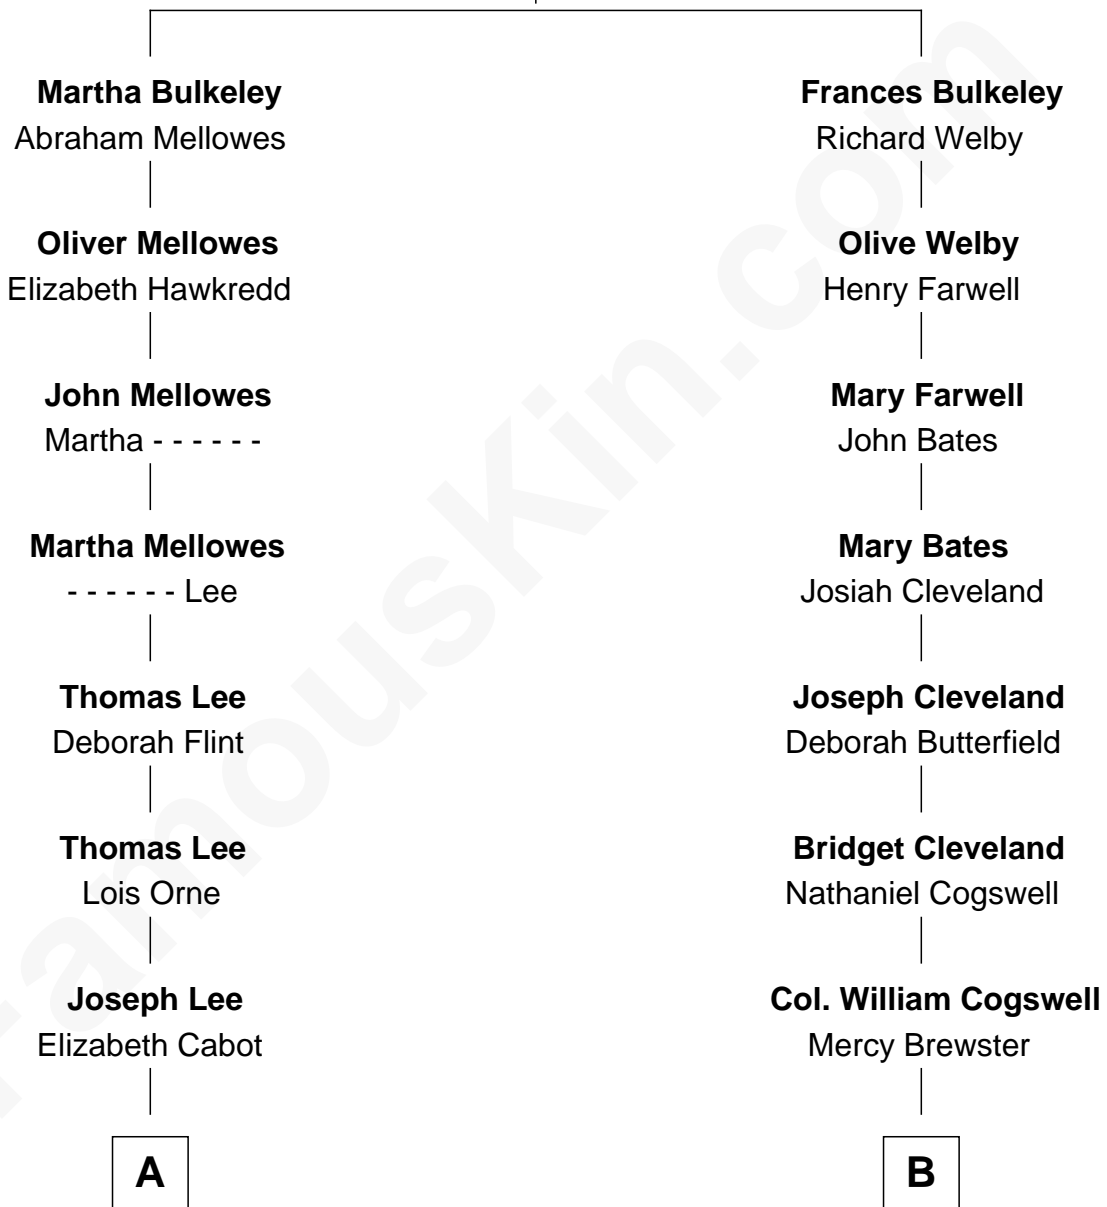 Martha Bulkeley
Abraham Mellowes
Oliver Mellowes
Elizabeth Hawkredd
John Mellowes
Martha - - - - - -
Martha Mellowes
- - - - - - Lee
Thomas Lee
Deborah Flint
Thomas Lee
Lois Orne
Joseph Lee
Elizabeth Cabot
A
Frances Bulkeley
Richard Welby
Olive Welby
Henry Farwell
Mary Farwell
John Bates
Mary Bates
Josiah Cleveland
Joseph Cleveland
Deborah Butterfield
Bridget Cleveland
Nathaniel Cogswell
Col. William Cogswell
Mercy Brewster
B
FamousKin.com